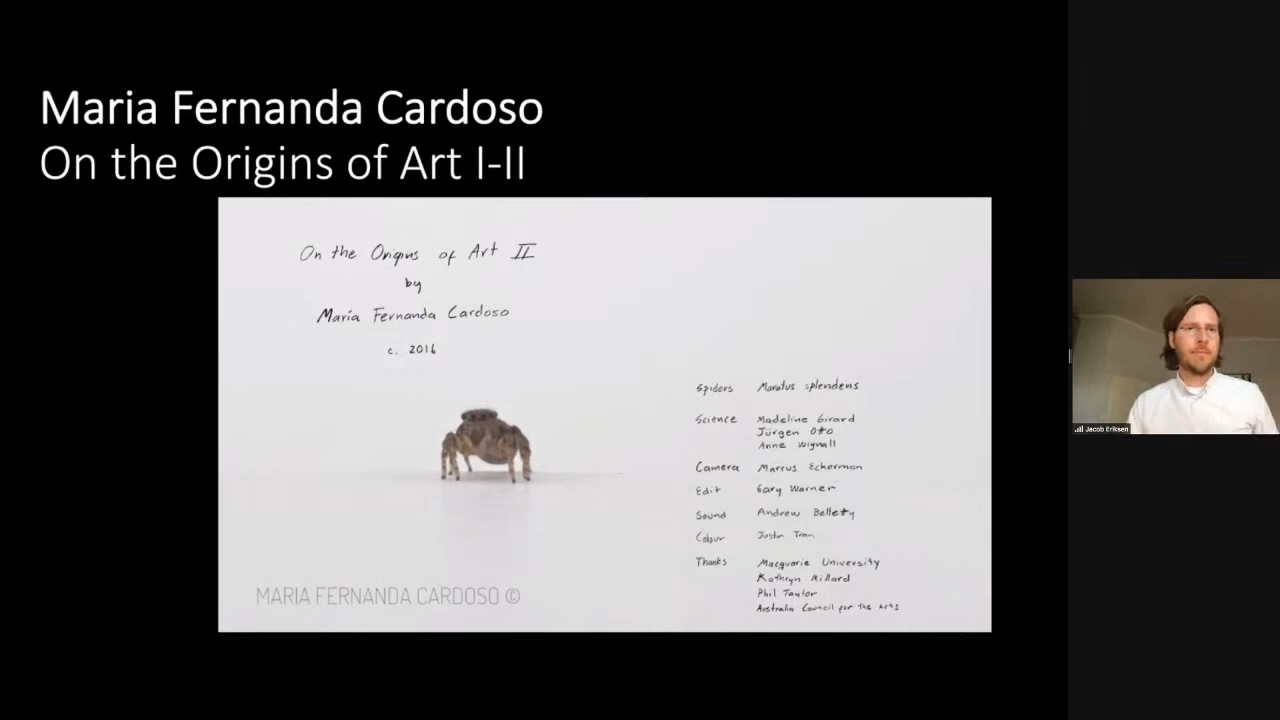 Maria Fernanda Cardoso
On the Origins of Art I-II
On the Origins of Art II
by
María Fernanda Cardoso
c. 2016
Spiders Maratus splendens
Science Madeline Girard
Jürgen Otto
Anne Wignall
Camera Marcus Eckerman
Edit Gary Warner
Sound Andrew Belletty
Colour Justin Tran
Thanks Macquarie University
Kathryn Millard
Phil Taylor
Australia Council for the Arts
MARIA FERNANDA CARDOSO ©
Jacob Eriksen